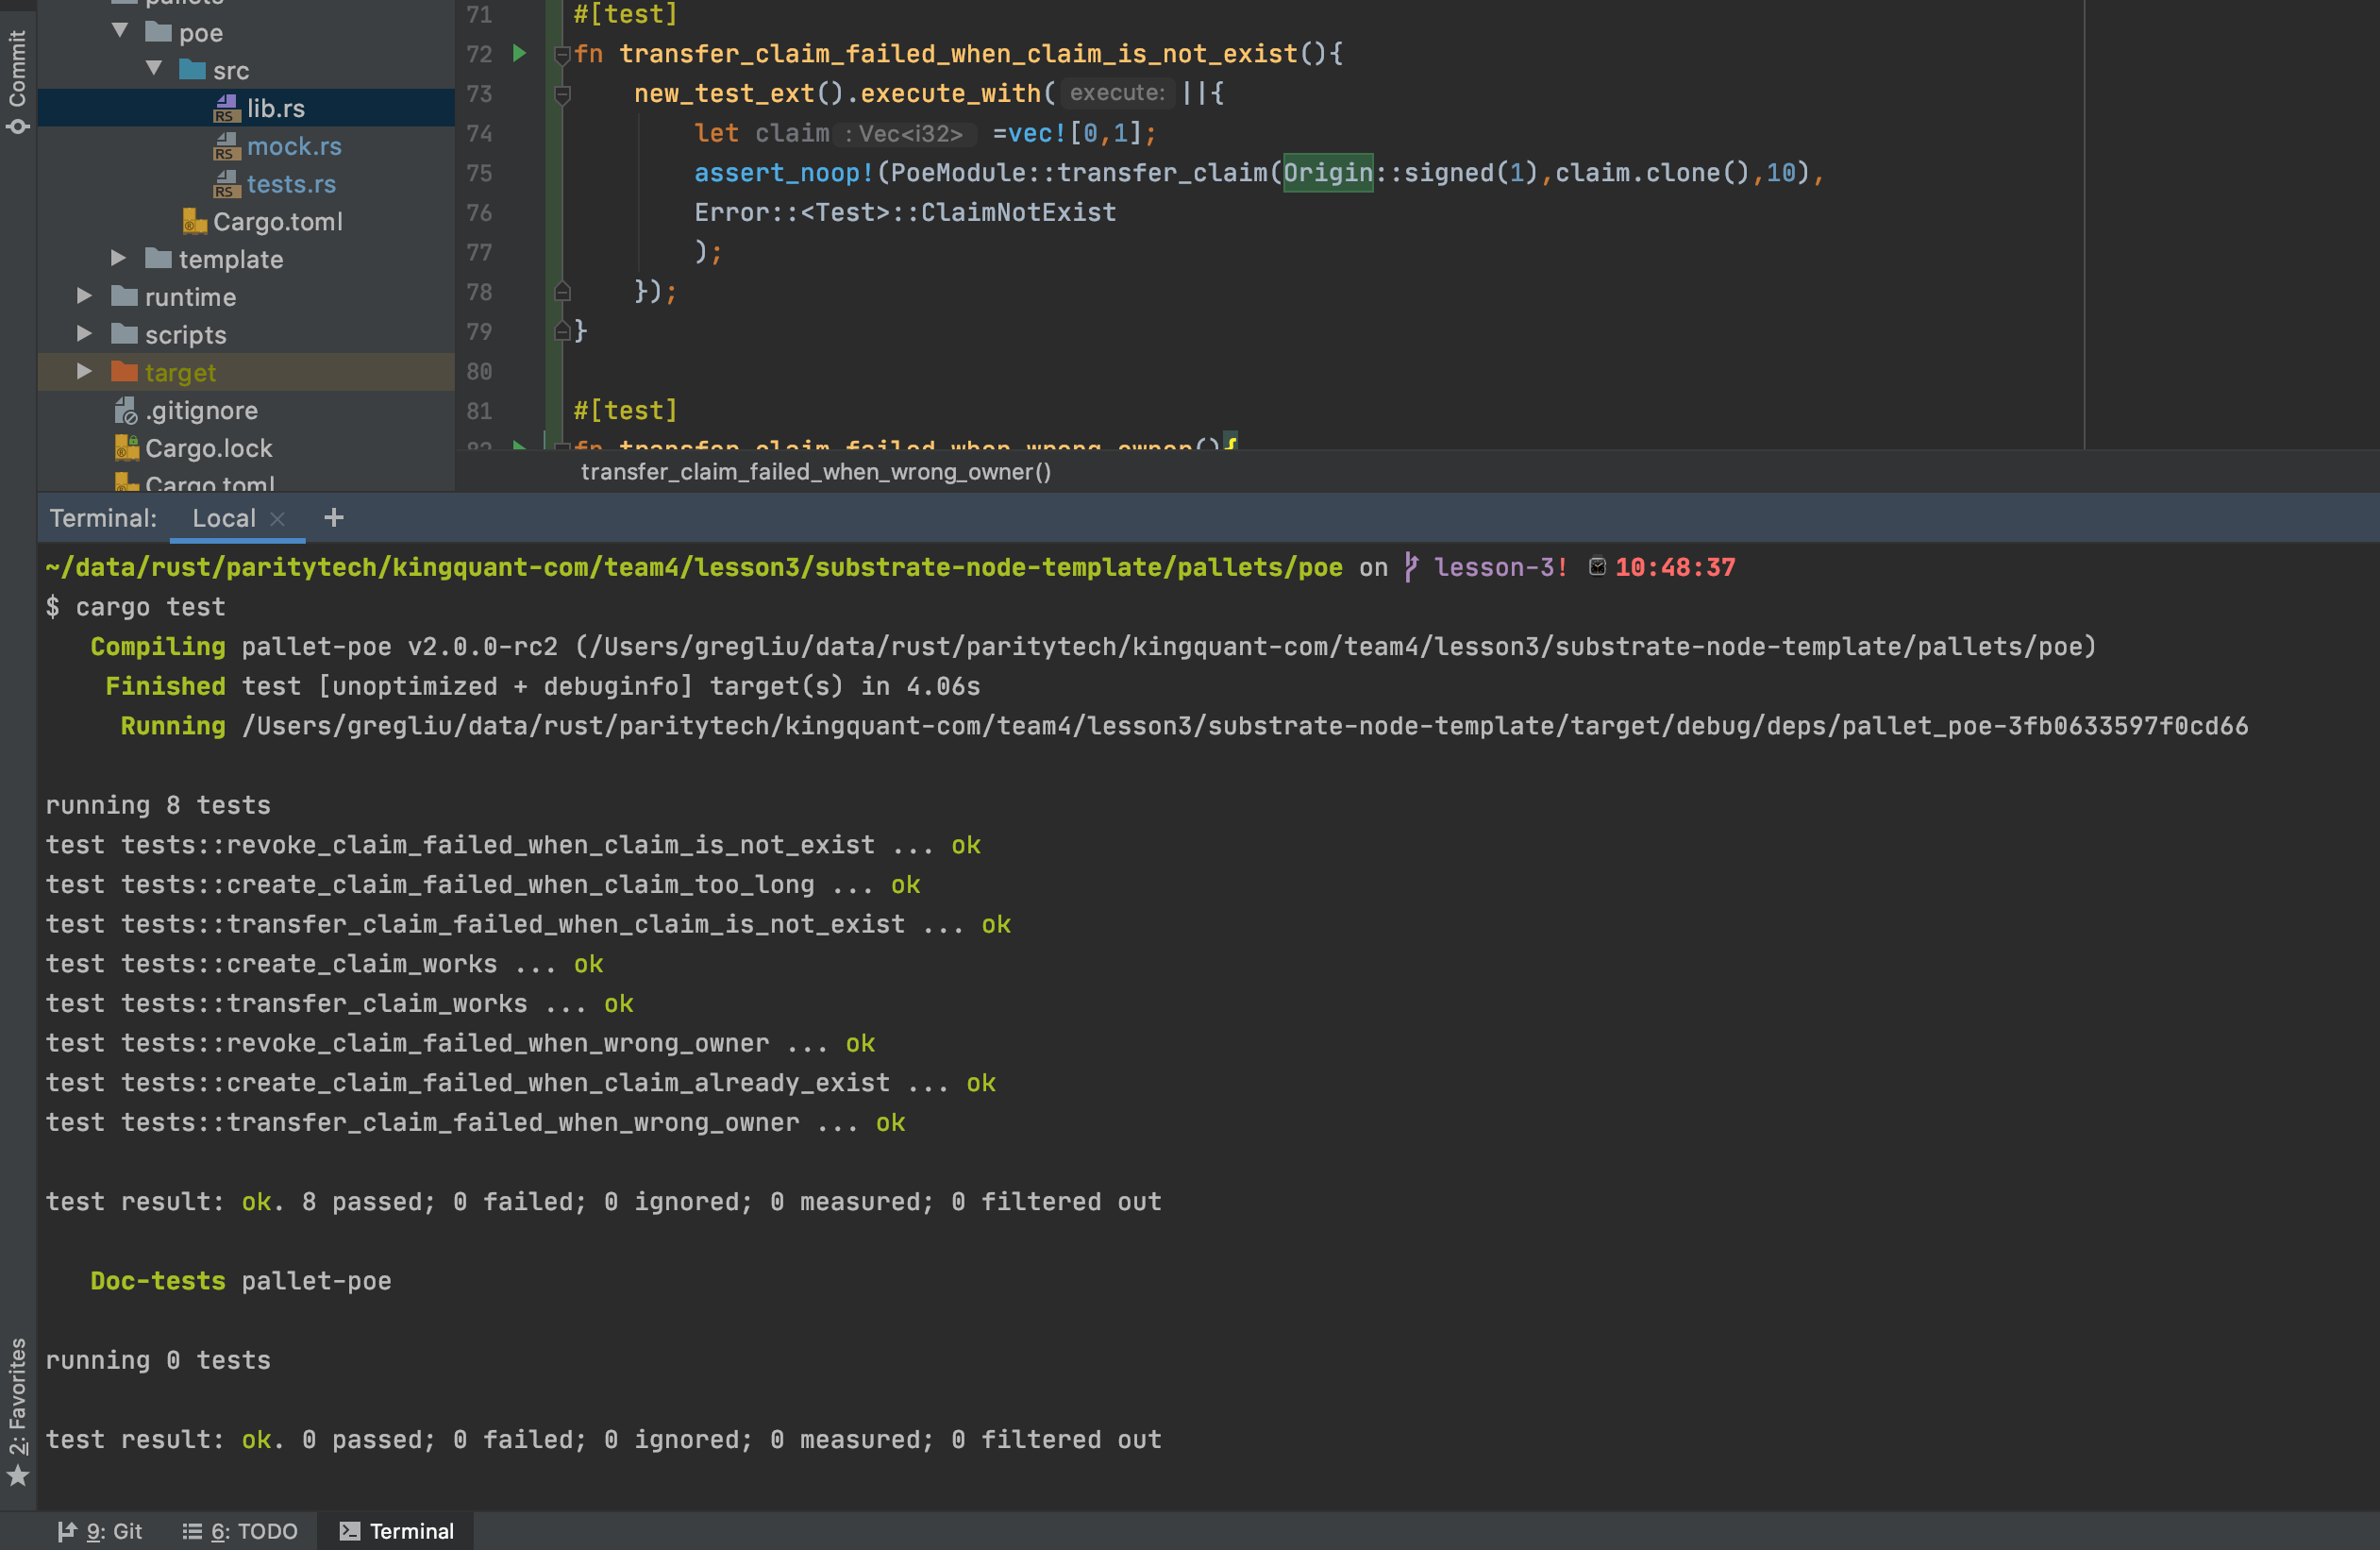 Commit
pallets
poe
src
lib.rs
mock.rs
tests.rs
Cargo.toml
template
runtime
scripts
target
.gitignore
Cargo.lock
Cargo.toml
71 #[test]
72 fn transfer_claim_failed_when_claim_is_not_exist(){
73 new_test_ext().execute_with( execute: ||{
74 let claim : Vec<i32> =vec![0,1];
75 assert_noop!(PoeModule::transfer_claim(Origin::signed(1),claim.clone(),10),
76 Error::<Test>::ClaimNotExist
77 );
78 });
79 }
80
81 #[test]
82 fn transfer_claim_failed_when_wrong_owner(){
transfer_claim_failed_when_wrong_owner()
Terminal: Local × +
~/data/rust/paritytech/kingquant-com/team4/lesson3/substrate-node-template/pallets/poe on lesson-3! 10:48:37
$ cargo test
Compiling pallet-poe v2.0.0-rc2 (/Users/gregliu/data/rust/paritytech/kingquant-com/team4/lesson3/substrate-node-template/pallets/poe)
Finished test [unoptimized + debuginfo] target(s) in 4.06s
Running /Users/gregliu/data/rust/paritytech/kingquant-com/team4/lesson3/substrate-node-template/target/debug/deps/pallet_poe-3fb0633597f0cd66
running 8 tests
test tests::revoke_claim_failed_when_claim_is_not_exist ... ok
test tests::create_claim_failed_when_claim_too_long ... ok
test tests::transfer_claim_failed_when_claim_is_not_exist ... ok
test tests::create_claim_works ... ok
test tests::transfer_claim_works ... ok
test tests::revoke_claim_failed_when_wrong_owner ... ok
test tests::create_claim_failed_when_claim_already_exist ... ok
test tests::transfer_claim_failed_when_wrong_owner ... ok
test result: ok. 8 passed; 0 failed; 0 ignored; 0 measured; 0 filtered out
Doc-tests pallet-poe
running 0 tests
test result: ok. 0 passed; 0 failed; 0 ignored; 0 measured; 0 filtered out
2: Favorites
9: Git 6: TODO Terminal